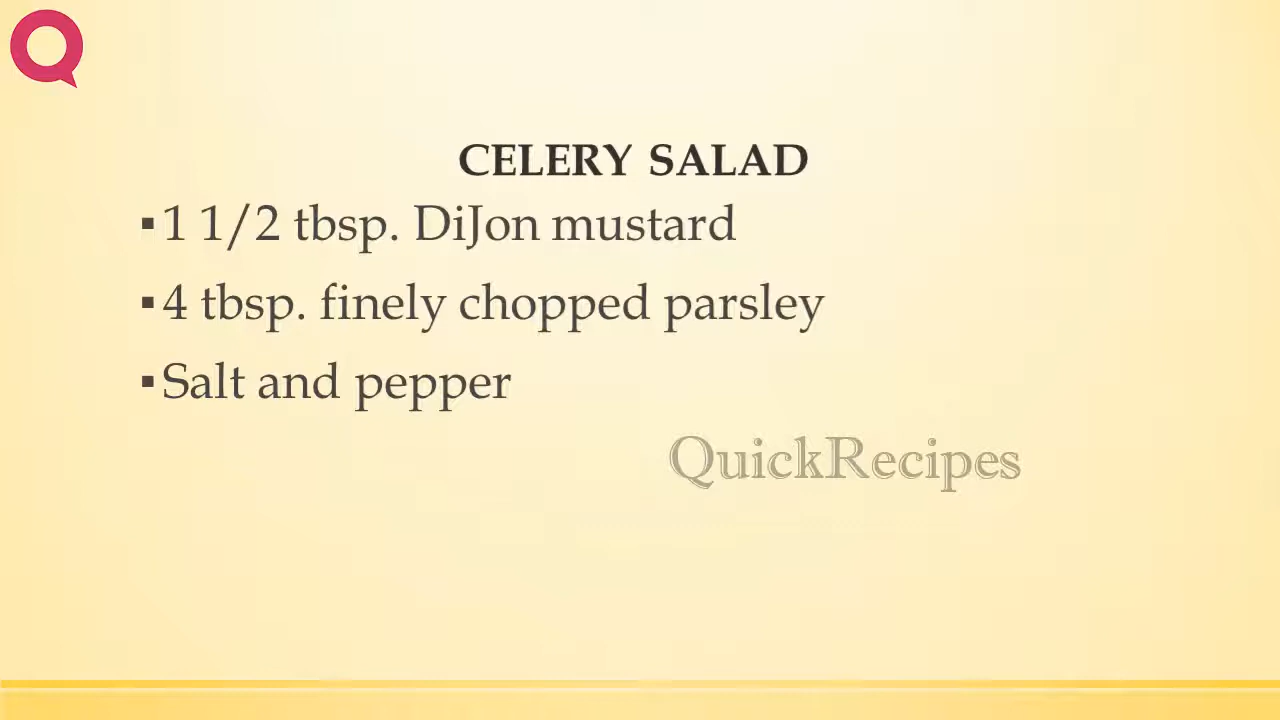 CELERY SALAD
▪1 1/2 tbsp. DiJon mustard
▪4 tbsp. finely chopped parsley
▪Salt and pepper
QuickRecipes